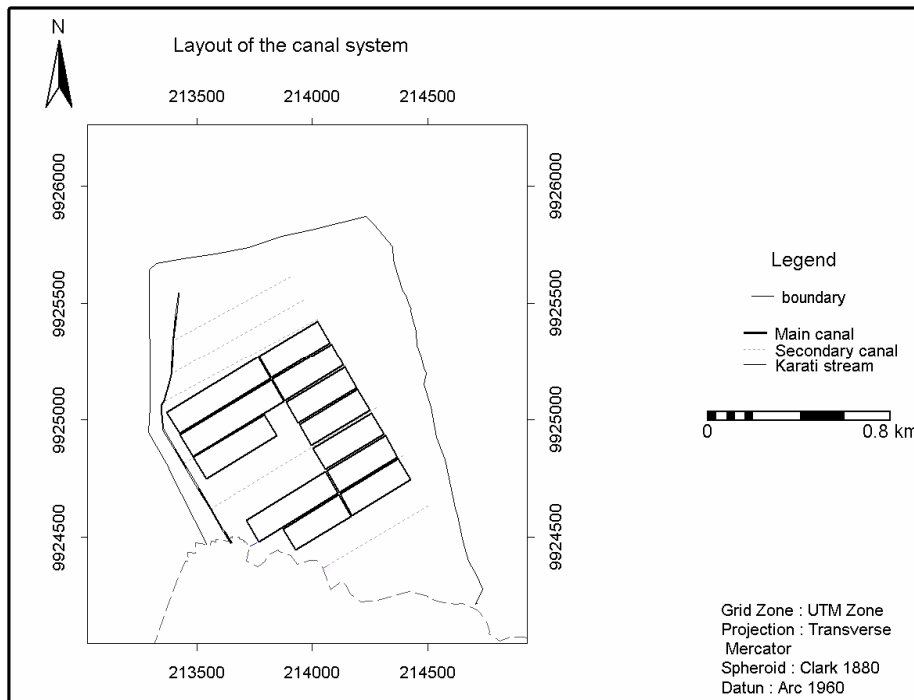 N
Layout of the canal system
213500 214000 214500
9926000 9926000
9925500 9925500
9925000 9925000
9924500 9924500
213500 214000 214500
Legend
boundary
Main canal
Secondary canal
Karati stream
0 0.8 km
Grid Zone : UTM Zone
Projection : Transverse
Mercator
Spheroid : Clark 1880
Datun : Arc 1960